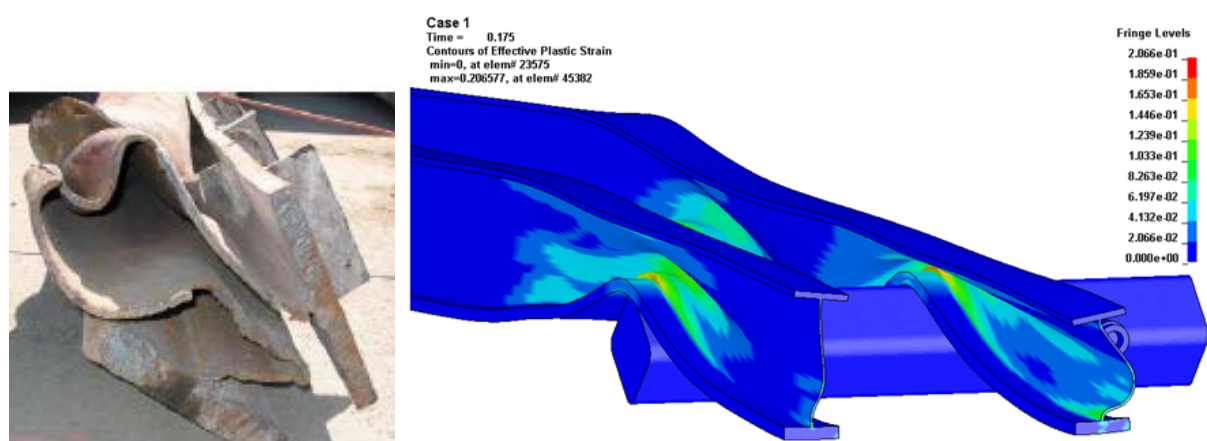 Case 1
Time = 0.175
Contours of Effective Plastic Strain
min=0, at elem# 23575
max=0.206577, at elem# 45382
Fringe Levels
2.066e-01
1.859e-01
1.653e-01
1.446e-01
1.239e-01
1.033e-01
8.263e-02
6.197e-02
4.132e-02
2.066e-02
0.000e+00